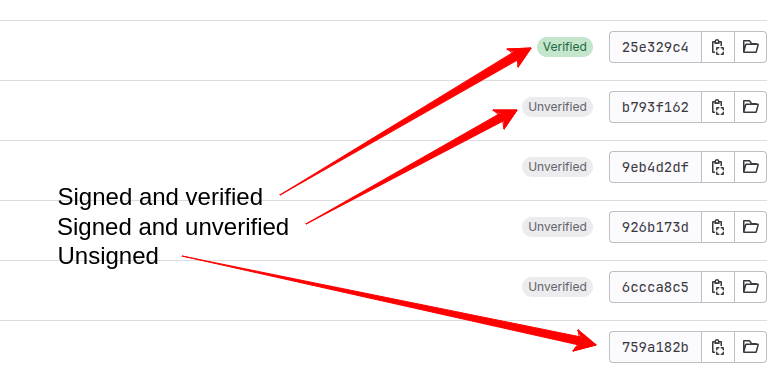 Verified 25e329c4
Unverified b793f162
Unverified 9eb4d2df
Signed and verified
Signed and unverified
Unverified 926b173d
Unsigned
Unverified 6ccca8c5
759a182b